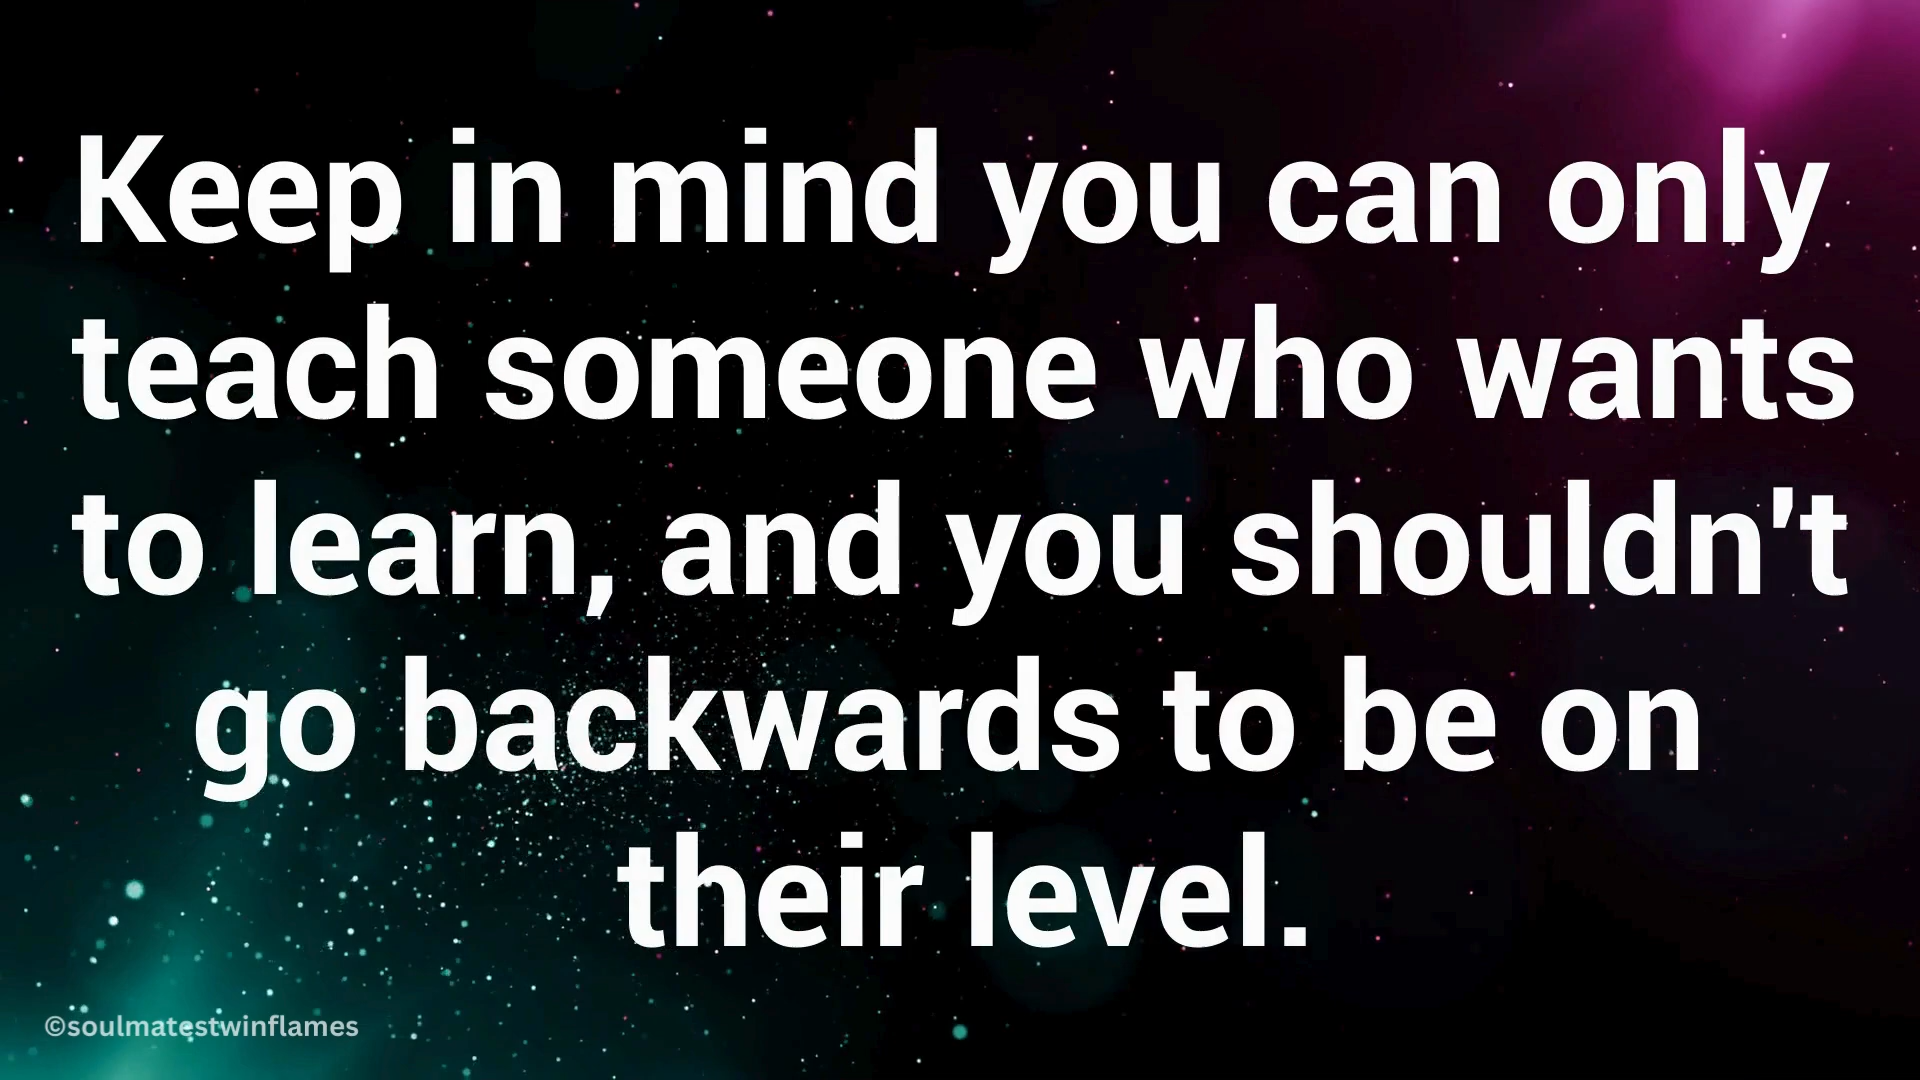 Keep in mind you can only
teach someone who wants
to learn, and you shouldn't
go backwards to be on
their level.
©soulmatestwinflames